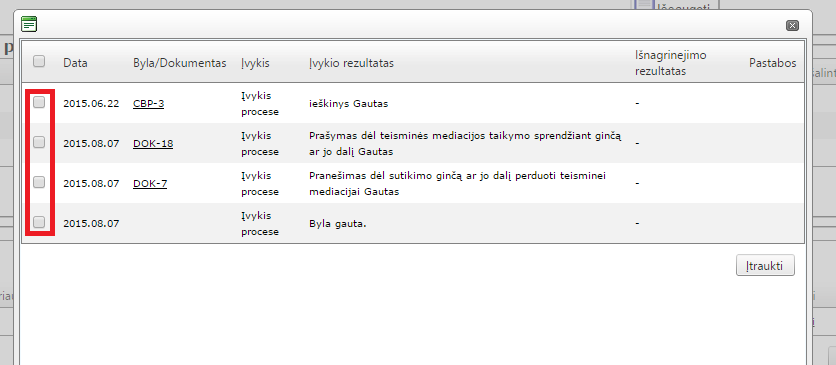 Data Byla/Dokumentas Įvykis Įvykio rezultatas Išnagrinejimo rezultatas Pastabos
2015.06.22 CBP-3 Įvykis procese ieškinys Gautas -
2015.08.07 DOK-18 Įvykis procese Prašymas dėl teisminės mediacijos taikymo sprendžiant ginčą ar jo dalį Gautas -
2015.08.07 DOK-7 Įvykis procese Pranešimas dėl sutikimo ginčą ar jo dalį perduoti teisminei mediacijai Gautas -
2015.08.07 Įvykis procese Byla gauta. -
Įtraukti